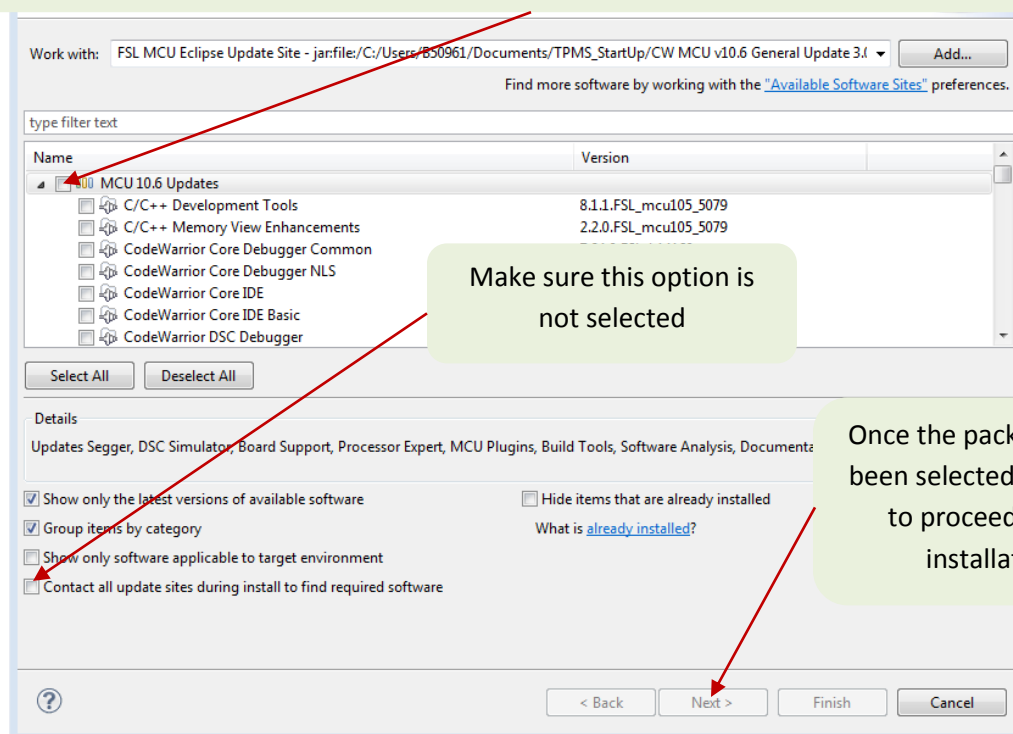 Work with: FSL MCU Eclipse Update Site - jar:file:/C:/Users/B50961/Documents/TPMS_StartUp/CW MCU v10.6 General Update 3.( Add...
Find more software by working with the "Available Software Sites" preferences.
type filter text
Name Version
MCU 10.6 Updates
C/C++ Development Tools 8.1.1.FSL_mcu105_5079
C/C++ Memory View Enhancements 2.2.0.FSL_mcu105_5079
CodeWarrior Core Debugger Common
CodeWarrior Core Debugger NLS
CodeWarrior Core IDE
CodeWarrior Core IDE Basic
CodeWarrior DSC Debugger
Make sure this option is
not selected
Select All Deselect All
Details
Updates Segger, DSC Simulator, Board Support, Processor Expert, MCU Plugins, Build Tools, Software Analysis, Documenta
Once the pack
been selected
to proceed
installa
Show only the latest versions of available software Hide items that are already installed
Group items by category What is already installed?
Show only software applicable to target environment
Contact all update sites during install to find required software
? < Back Next > Finish Cancel